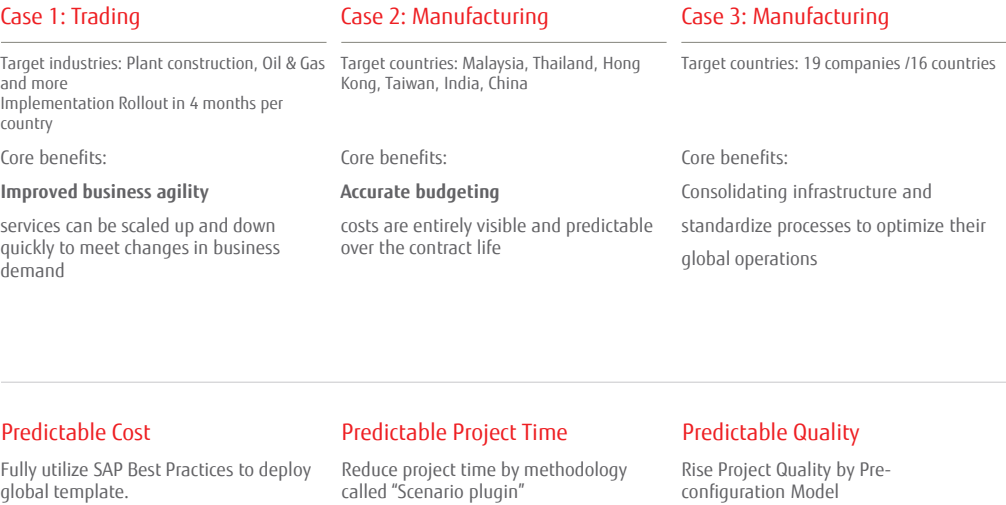 Case 1: Trading
Target industries: Plant construction, Oil & Gas
and more
Implementation Rollout in 4 months per
country
Core benefits:
Improved business agility
services can be scaled up and down
quickly to meet changes in business
demand
Case 2: Manufacturing
Target countries: Malaysia, Thailand, Hong
Kong, Taiwan, India, China
Core benefits:
Accurate budgeting
costs are entirely visible and predictable
over the contract life
Case 3: Manufacturing
Target countries: 19 companies /16 countries
Core benefits:
Consolidating infrastructure and
standardize processes to optimize their
global operations
Predictable Cost
Fully utilize SAP Best Practices to deploy
global template.
Predictable Project Time
Reduce project time by methodology
called “Scenario plugin”
Predictable Quality
Rise Project Quality by Pre-
configuration Model